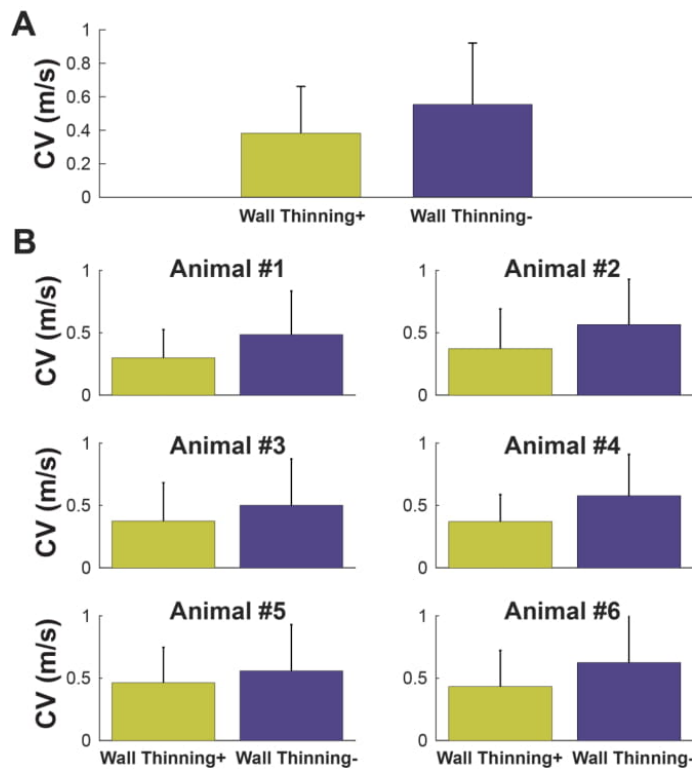 A
CV (m/s)
1
0.8
0.6
0.4
0.2
0
Wall Thinning+ Wall Thinning-
B
Animal #1 Animal #2
CV (m/s)
1 1
0.5 0.5
0 0
Animal #3 Animal #4
CV (m/s)
1 1
0.5 0.5
0 0
Animal #5 Animal #6
CV (m/s)
1 1
0.5 0.5
0 0
Wall Thinning+ Wall Thinning- Wall Thinning+ Wall Thinning-